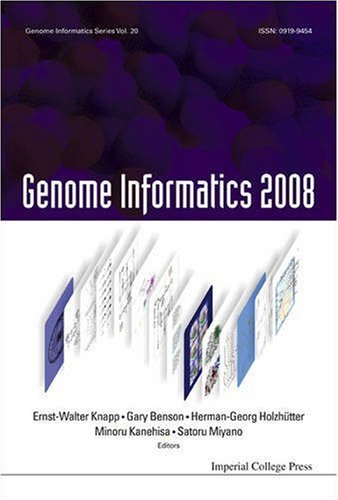 Genome Informatics Series Vol. 20
ISSN: 0919-9454
Genome Informatics 2008
Ernst-Walter Knapp • Gary Benson • Herman-Georg Holzhütter
Minoru Kanehisa • Satoru Miyano
Editors
Imperial College Press